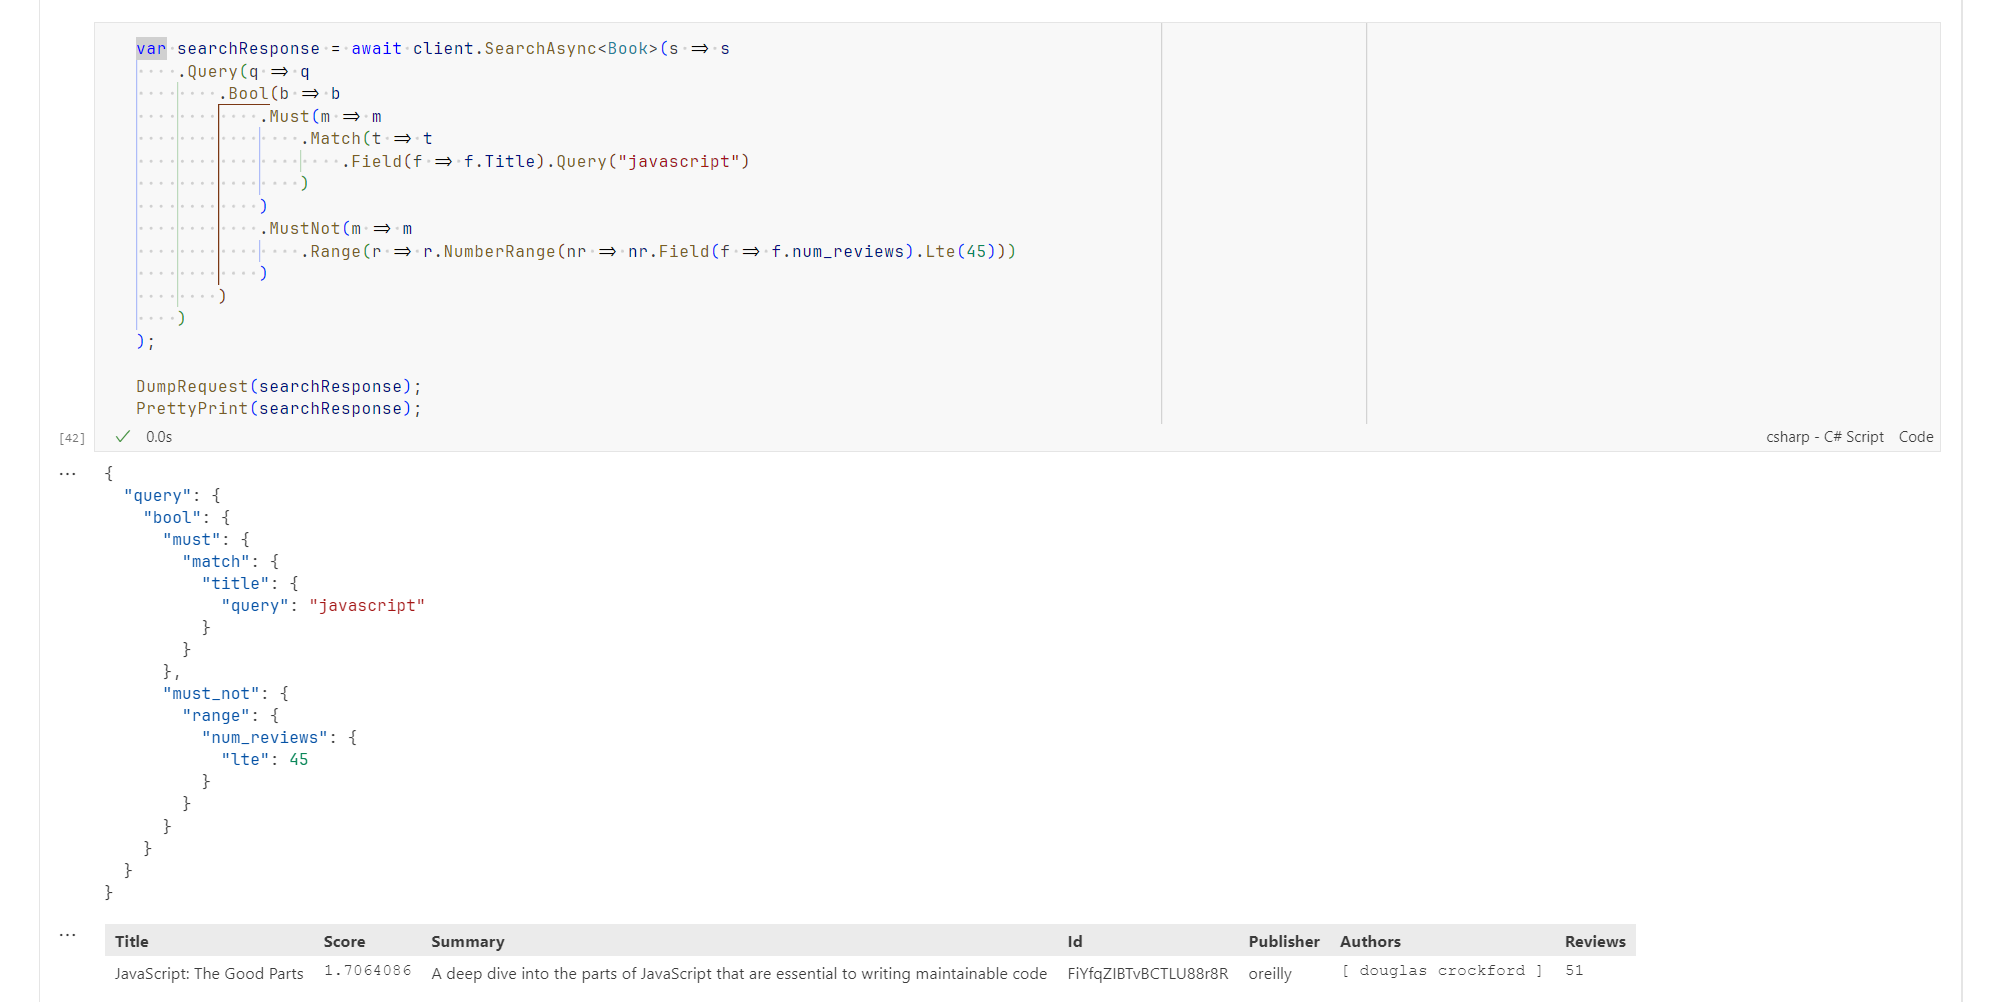 var searchResponse = await client.SearchAsync<Book>(s => s
    .Query(q => q
        .Bool(b => b
            .Must(m => m
                .Match(t => t
                    .Field(f => f.Title).Query("javascript")
                )
            )
            .MustNot(m => m
                .Range(r => r.NumberRange(nr => nr.Field(f => f.num_reviews).Lte(45)))
            )
        )
    )
);

DumpRequest(searchResponse);
PrettyPrint(searchResponse);
[42] ✓ 0.0s csharp - C# Script Code
... {
  "query": {
    "bool": {
      "must": {
        "match": {
          "title": {
            "query": "javascript"
          }
        }
      },
      "must_not": {
        "range": {
          "num_reviews": {
            "lte": 45
          }
        }
      }
    }
  }
}
... Title Score Summary Id Publisher Authors Reviews
JavaScript: The Good Parts 1.7064086 A deep dive into the parts of JavaScript that are essential to writing maintainable code FiYfqZIBTvBCTLU88r8R oreilly [ douglas crockford ] 51